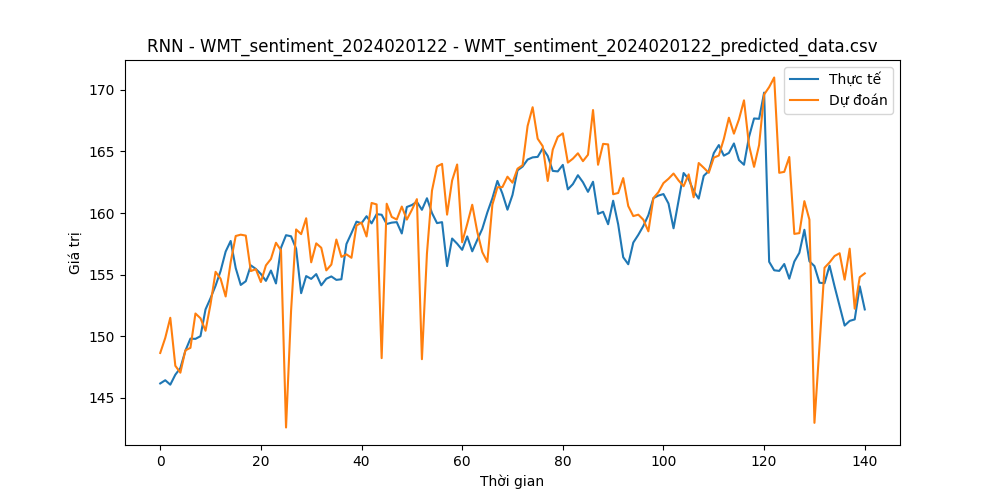 RNN - WMT_sentiment_2024020122 - WMT_sentiment_2024020122_predicted_data.csv
Thực tế
Dự đoán
170
165
160
155
150
145
Giá trị
0 20 40 60 80 100 120 140
Thời gian